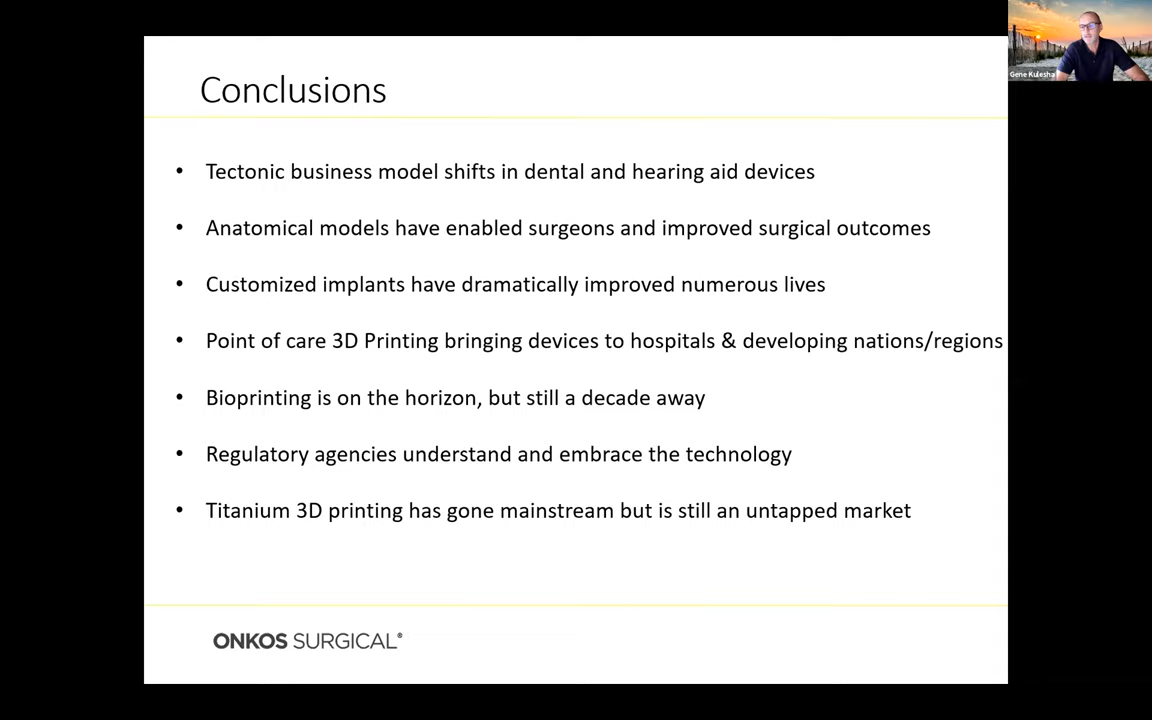 Gene Kulesha
Conclusions
• Tectonic business model shifts in dental and hearing aid devices
• Anatomical models have enabled surgeons and improved surgical outcomes
• Customized implants have dramatically improved numerous lives
• Point of care 3D Printing bringing devices to hospitals & developing nations/regions
• Bioprinting is on the horizon, but still a decade away
• Regulatory agencies understand and embrace the technology
• Titanium 3D printing has gone mainstream but is still an untapped market
ONKOS SURGICAL®